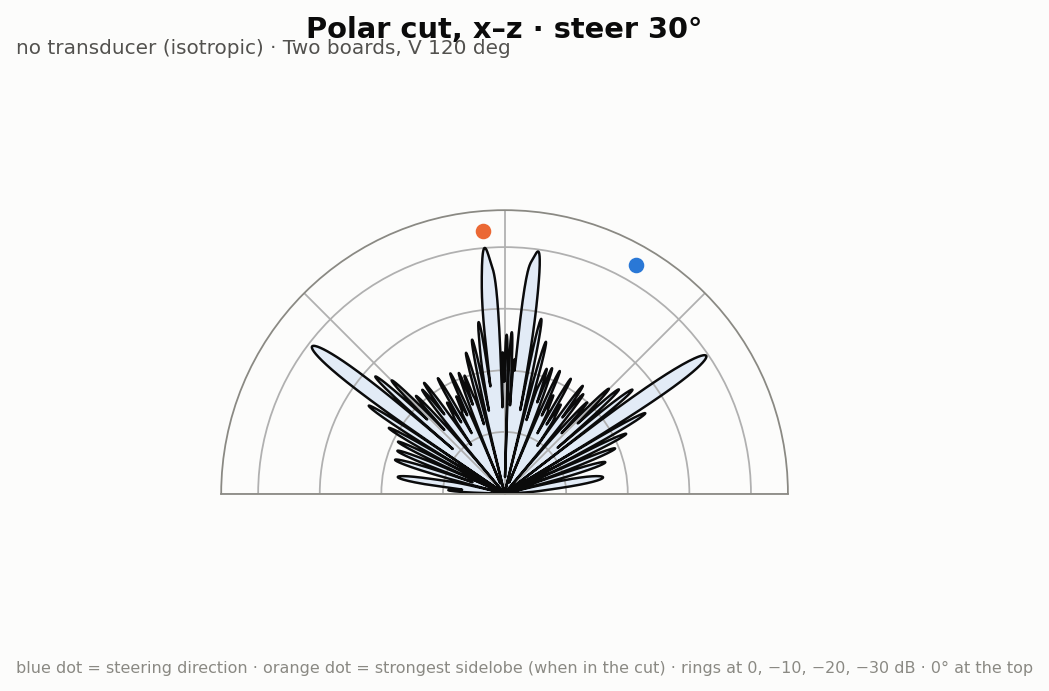 Polar cut, x–z · steer 30°
no transducer (isotropic) · Two boards, V 120 deg
blue dot = steering direction · orange dot = strongest sidelobe (when in the cut) · rings at 0, −10, −20, −30 dB · 0° at the top